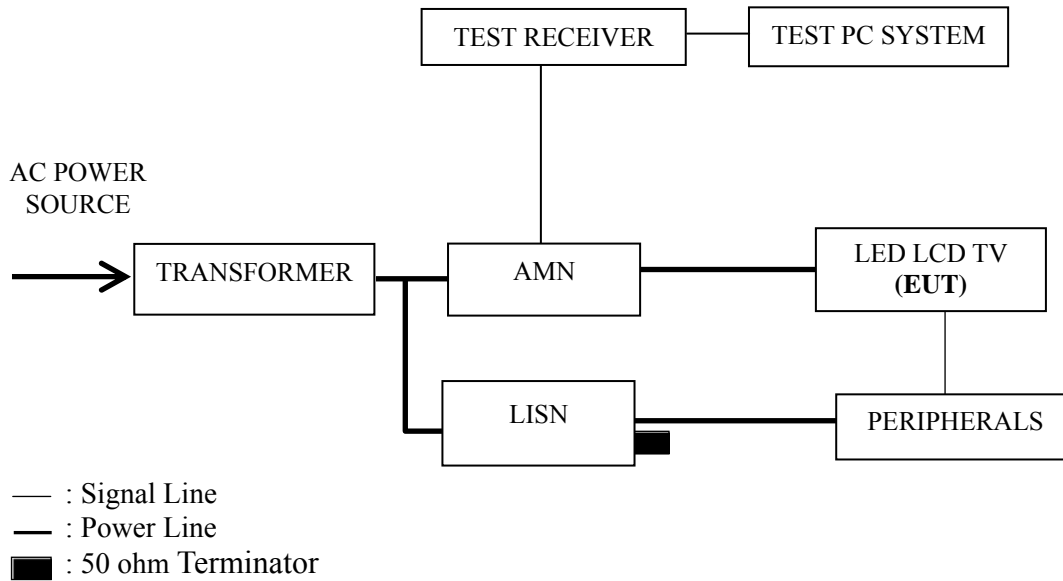 TEST RECEIVER
TEST PC SYSTEM
AC POWER
SOURCE
TRANSFORMER
AMN
LED LCD TV
(EUT)
LISN
PERIPHERALS
: Signal Line
: Power Line
: 50 ohm Terminator